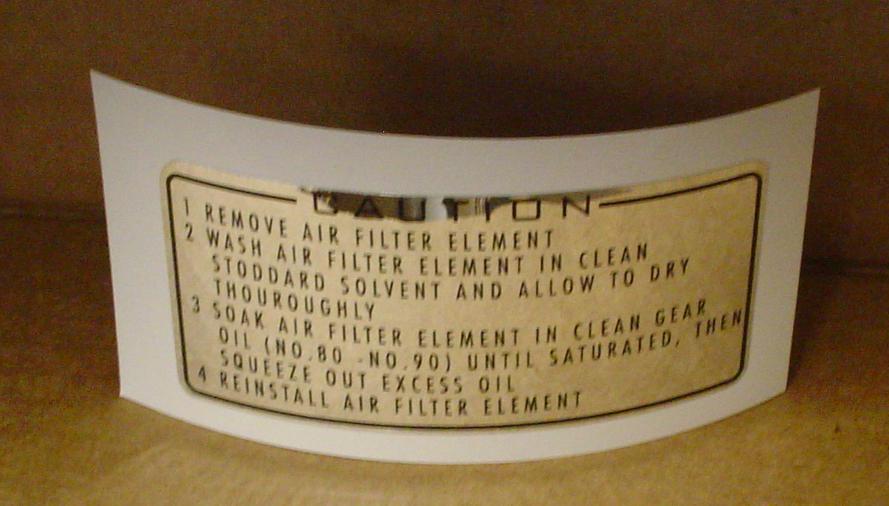 CAUTION
1 REMOVE AIR FILTER ELEMENT
2 WASH AIR FILTER ELEMENT IN CLEAN
STODDARD SOLVENT AND ALLOW TO DRY
THOUROUGHLY
3 SOAK AIR FILTER ELEMENT IN CLEAN GEAR
OIL (NO.80 -NO.90) UNTIL SATURATED, THEN
SQUEEZE OUT EXCESS OIL
4 REINSTALL AIR FILTER ELEMENT